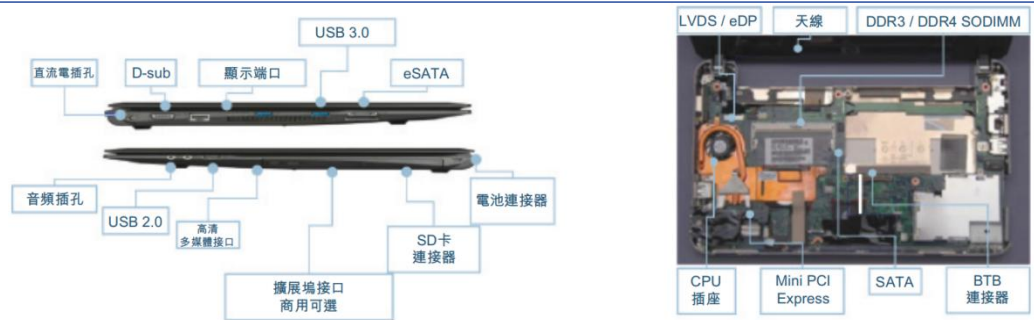 USB 3.0
直流電插孔
D-sub
顯示端口
eSATA
音頻插孔
USB 2.0
高清
多媒體接口
擴展塢接口
商用可選
SD卡
連接器
電池連接器
LVDS / eDP
天線
DDR3 / DDR4 SODIMM
CPU
插座
Mini PCI
Express
SATA
BTB
連接器